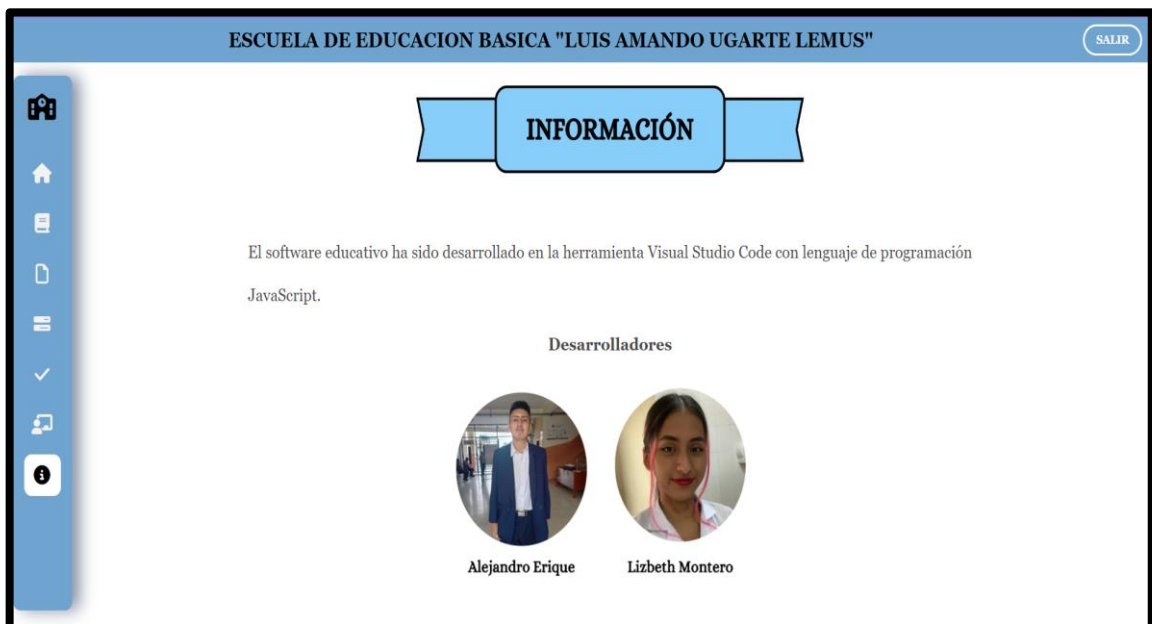 ESCUELA DE EDUCACION BASICA "LUIS AMANDO UGARTE LEMUS"
SALIR
INFORMACIÓN
El software educativo ha sido desarrollado en la herramienta Visual Studio Code con lenguaje de programación
JavaScript.
Desarrolladores
Alejandro Erique
Lizbeth Montero